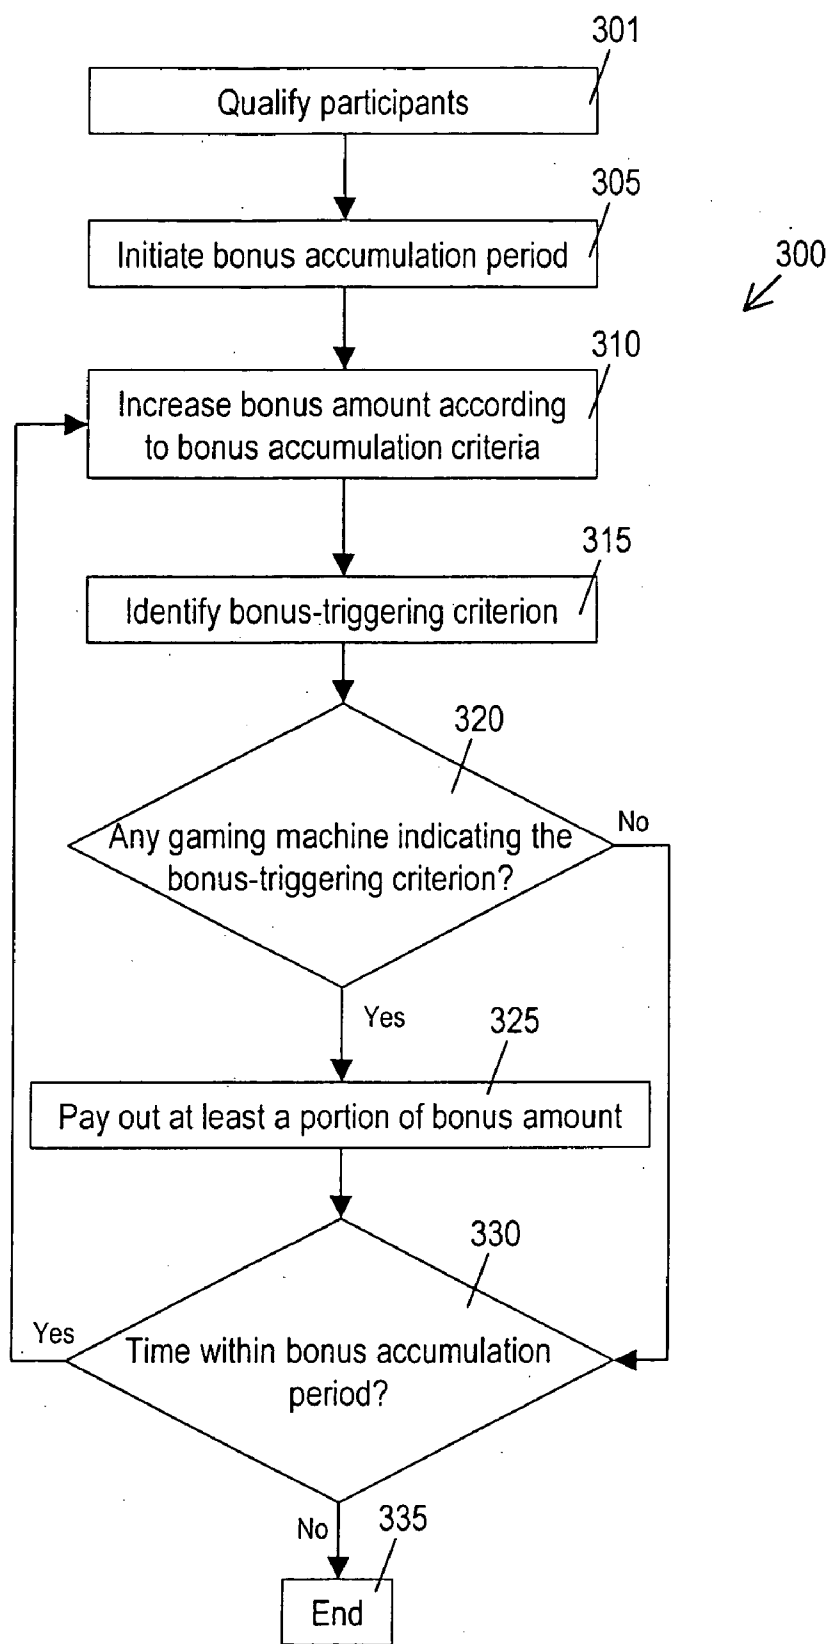 301
Qualify participants
305
Initiate bonus accumulation period
300
310
Increase bonus amount according
to bonus accumulation criteria
315
Identify bonus-triggering criterion
320
Any gaming machine indicating the
bonus-triggering criterion?
No
Yes
325
Pay out at least a portion of bonus amount
330
Yes
Time within bonus accumulation
period?
No
335
End